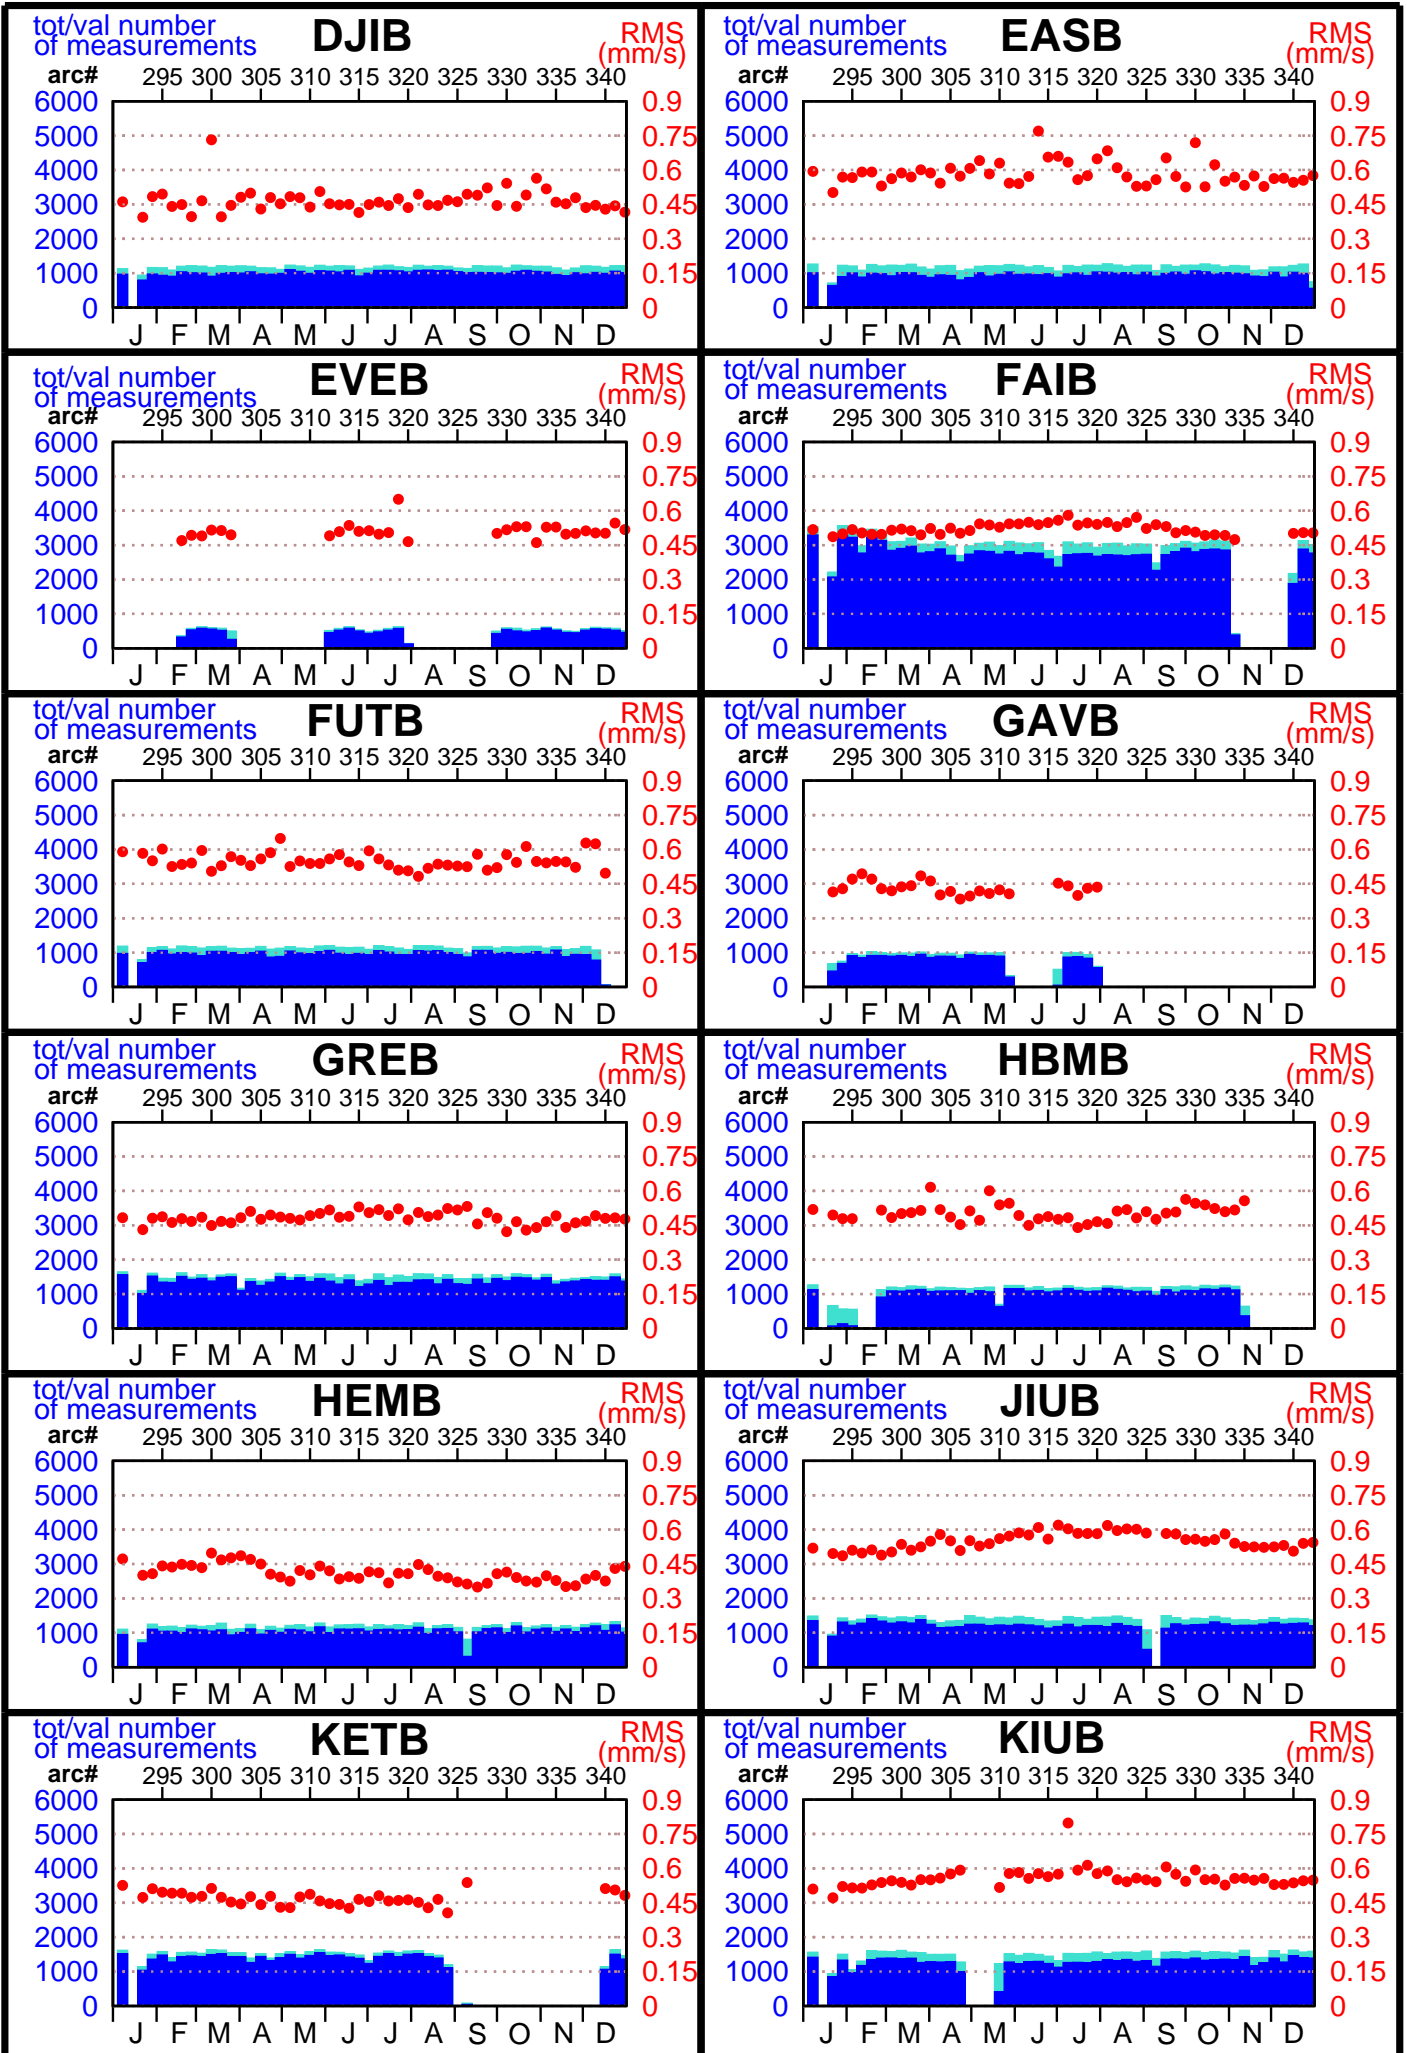 tot/val number of measurements DJIB RMS (mm/s)
arc# 295 300 305 310 315 320 325 330 335 340
6000 0.9
5000 0.75
4000 0.6
3000 0.45
2000 0.3
1000 0.15
0 0
J F M A M J J A S O N D
tot/val number of measurements EASB RMS (mm/s)
arc# 295 300 305 310 315 320 325 330 335 340
6000 0.9
5000 0.75
4000 0.6
3000 0.45
2000 0.3
1000 0.15
0 0
J F M A M J J A S O N D
tot/val number of measurements EVEB RMS (mm/s)
arc# 295 300 305 310 315 320 325 330 335 340
6000 0.9
5000 0.75
4000 0.6
3000 0.45
2000 0.3
1000 0.15
0 0
J F M A M J J A S O N D
tot/val number of measurements FAIB RMS (mm/s)
arc# 295 300 305 310 315 320 325 330 335 340
6000 0.9
5000 0.75
4000 0.6
3000 0.45
2000 0.3
1000 0.15
0 0
J F M A M J J A S O N D
tot/val number of measurements FUTB RMS (mm/s)
arc# 295 300 305 310 315 320 325 330 335 340
6000 0.9
5000 0.75
4000 0.6
3000 0.45
2000 0.3
1000 0.15
0 0
J F M A M J J A S O N D
tot/val number of measurements GAVB RMS (mm/s)
arc# 295 300 305 310 315 320 325 330 335 340
6000 0.9
5000 0.75
4000 0.6
3000 0.45
2000 0.3
1000 0.15
0 0
J F M A M J J A S O N D
tot/val number of measurements GREB RMS (mm/s)
arc# 295 300 305 310 315 320 325 330 335 340
6000 0.9
5000 0.75
4000 0.6
3000 0.45
2000 0.3
1000 0.15
0 0
J F M A M J J A S O N D
tot/val number of measurements HBMB RMS (mm/s)
arc# 295 300 305 310 315 320 325 330 335 340
6000 0.9
5000 0.75
4000 0.6
3000 0.45
2000 0.3
1000 0.15
0 0
J F M A M J J A S O N D
tot/val number of measurements HEMB RMS (mm/s)
arc# 295 300 305 310 315 320 325 330 335 340
6000 0.9
5000 0.75
4000 0.6
3000 0.45
2000 0.3
1000 0.15
0 0
J F M A M J J A S O N D
tot/val number of measurements JIUB RMS (mm/s)
arc# 295 300 305 310 315 320 325 330 335 340
6000 0.9
5000 0.75
4000 0.6
3000 0.45
2000 0.3
1000 0.15
0 0
J F M A M J J A S O N D
tot/val number of measurements KETB RMS (mm/s)
arc# 295 300 305 310 315 320 325 330 335 340
6000 0.9
5000 0.75
4000 0.6
3000 0.45
2000 0.3
1000 0.15
0 0
J F M A M J J A S O N D
tot/val number of measurements KIUB RMS (mm/s)
arc# 295 300 305 310 315 320 325 330 335 340
6000 0.9
5000 0.75
4000 0.6
3000 0.45
2000 0.3
1000 0.15
0 0
J F M A M J J A S O N D